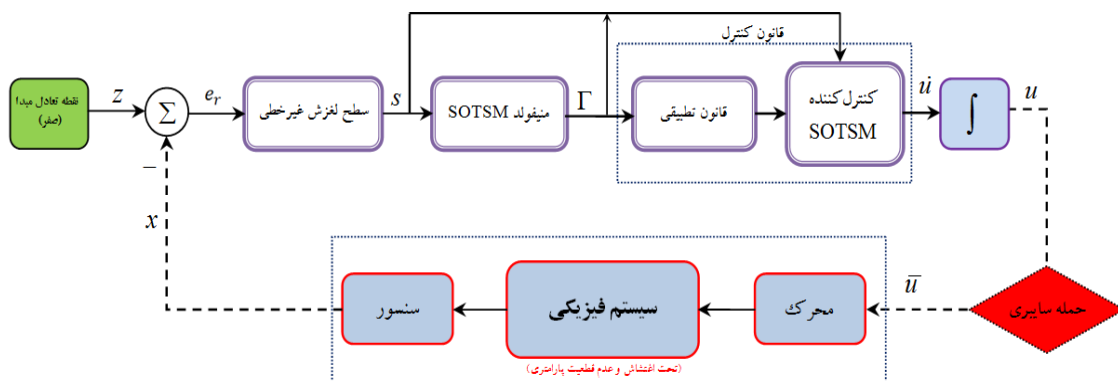 قانون کنترل
نقطه تعادل مبدا
(صفر)
z
Σ
−
e_r
سطح لغزش غیرخطی
s
منیفولد SOTSM
Γ
قانون تطبیقی
کنترل‌کننده
SOTSM
u̇
∫
u
x
سنسور
سیستم فیزیکی
(تحت اغتشاش و عدم قطعیت پارامتری)
محرک
ū
حمله سایبری